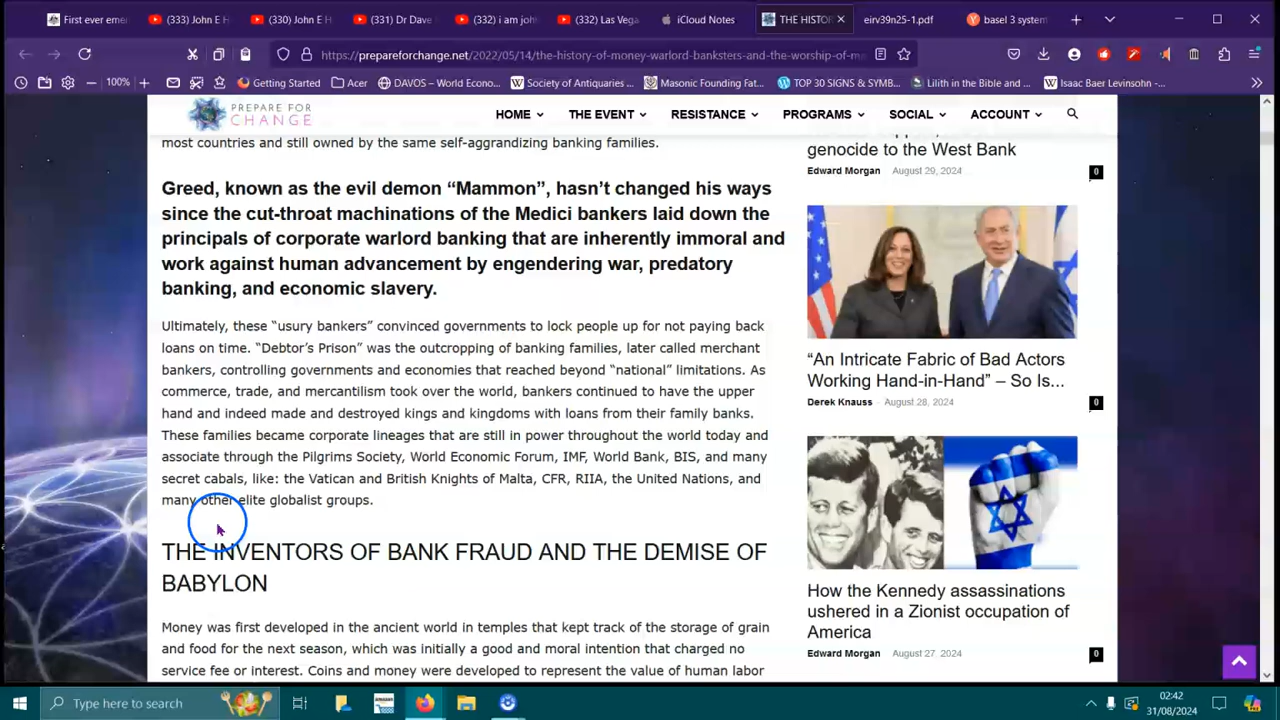 First ever emer
(333) John E H
(330) John E H
(331) Dr Dave
(332) i am john
(332) Las Vega
iCloud Notes
THE HISTOR
eirv39n25-1.pdf
basel 3 system
https://prepareforchange.net/2022/05/14/the-history-of-money-warlord-banksters-and-the-worship-of-m
100%
Getting Started
Acer
DAVOS – World Econo...
Society of Antiquaries ...
Masonic Founding Fat...
TOP 30 SIGNS & SYMB...
Lilith in the Bible and ...
Isaac Baer Levinsohn -...
PREPARE FOR
CHANGE
HOME
THE EVENT
RESISTANCE
PROGRAMS
SOCIAL
ACCOUNT
most countries and still owned by the same self-aggrandizing banking families.
Greed, known as the evil demon “Mammon”, hasn’t changed his ways
since the cut-throat machinations of the Medici bankers laid down the
principals of corporate warlord banking that are inherently immoral and
work against human advancement by engendering war, predatory
banking, and economic slavery.
Ultimately, these “usury bankers” convinced governments to lock people up for not paying back
loans on time. “Debtor’s Prison” was the outcropping of banking families, later called merchant
bankers, controlling governments and economies that reached beyond “national” limitations. As
commerce, trade, and mercantilism took over the world, bankers continued to have the upper
hand and indeed made and destroyed kings and kingdoms with loans from their family banks.
These families became corporate lineages that are still in power throughout the world today and
associate through the Pilgrims Society, World Economic Forum, IMF, World Bank, BIS, and many
secret cabals, like: the Vatican and British Knights of Malta, CFR, RIIA, the United Nations, and
many other elite globalist groups.
THE INVENTORS OF BANK FRAUD AND THE DEMISE OF
BABYLON
Money was first developed in the ancient world in temples that kept track of the storage of grain
and food for the next season, which was initially a good and moral intention that charged no
service fee or interest. Coins and money were developed to represent the value of human labor
genocide to the West Bank
Edward Morgan - August 29, 2024
0
“An Intricate Fabric of Bad Actors
Working Hand-in-Hand” – So Is...
Derek Knauss - August 28, 2024
0
How the Kennedy assassinations
ushered in a Zionist occupation of
America
Edward Morgan - August 27, 2024
0
Type here to search
amazon
02:42
31/08/2024